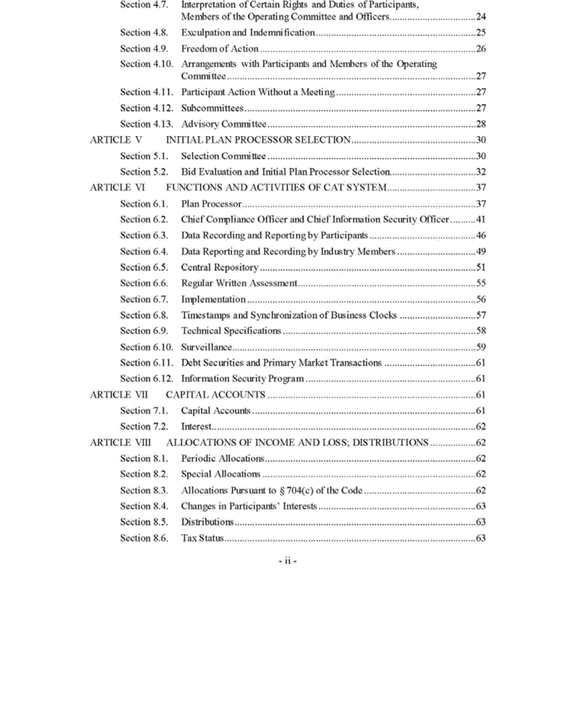 Section 4.7. Interpretation of Certain Rights and Duties of Participants,
Members of the Operating Committee and Officers.................................24
Section 4.8. Exculpation and Indemnification..............................................................25
Section 4.9. Freedom of Action...................................................................................26
Section 4.10. Arrangements with Participants and Members of the Operating
Committee.................................................................................................27
Section 4.11. Participant Action Without a Meeting......................................................27
Section 4.12. Subcommittees..........................................................................................27
Section 4.13. Advisory Committee.................................................................................28
ARTICLE V INITIAL PLAN PROCESSOR SELECTION................................................30
Section 5.1. Selection Committee.................................................................................30
Section 5.2. Bid Evaluation and Initial Plan Processor Selection.................................32
ARTICLE VI FUNCTIONS AND ACTIVITIES OF CAT SYSTEM..................................37
Section 6.1. Plan Processor...........................................................................................37
Section 6.2. Chief Compliance Officer and Chief Information Security Officer..........41
Section 6.3. Data Recording and Reporting by Participants.........................................46
Section 6.4. Data Reporting and Recording by Industry Members...............................49
Section 6.5. Central Repository....................................................................................51
Section 6.6. Regular Written Assessment.....................................................................55
Section 6.7. Implementation.........................................................................................56
Section 6.8. Timestamps and Synchronization of Business Clocks..............................57
Section 6.9. Technical Specifications...........................................................................58
Section 6.10. Surveillance...............................................................................................59
Section 6.11. Debt Securities and Primary Market Transactions....................................61
Section 6.12. Information Security Program..................................................................61
ARTICLE VII CAPITAL ACCOUNTS.................................................................................61
Section 7.1. Capital Accounts.......................................................................................61
Section 7.2. Interest.......................................................................................................62
ARTICLE VIII ALLOCATIONS OF INCOME AND LOSS; DISTRIBUTIONS..................62
Section 8.1. Periodic Allocations..................................................................................62
Section 8.2. Special Allocations...................................................................................62
Section 8.3. Allocations Pursuant to § 704(c) of the Code...........................................62
Section 8.4. Changes in Participants' Interests.............................................................63
Section 8.5. Distributions..............................................................................................63
Section 8.6. Tax Status..................................................................................................63
- ii -